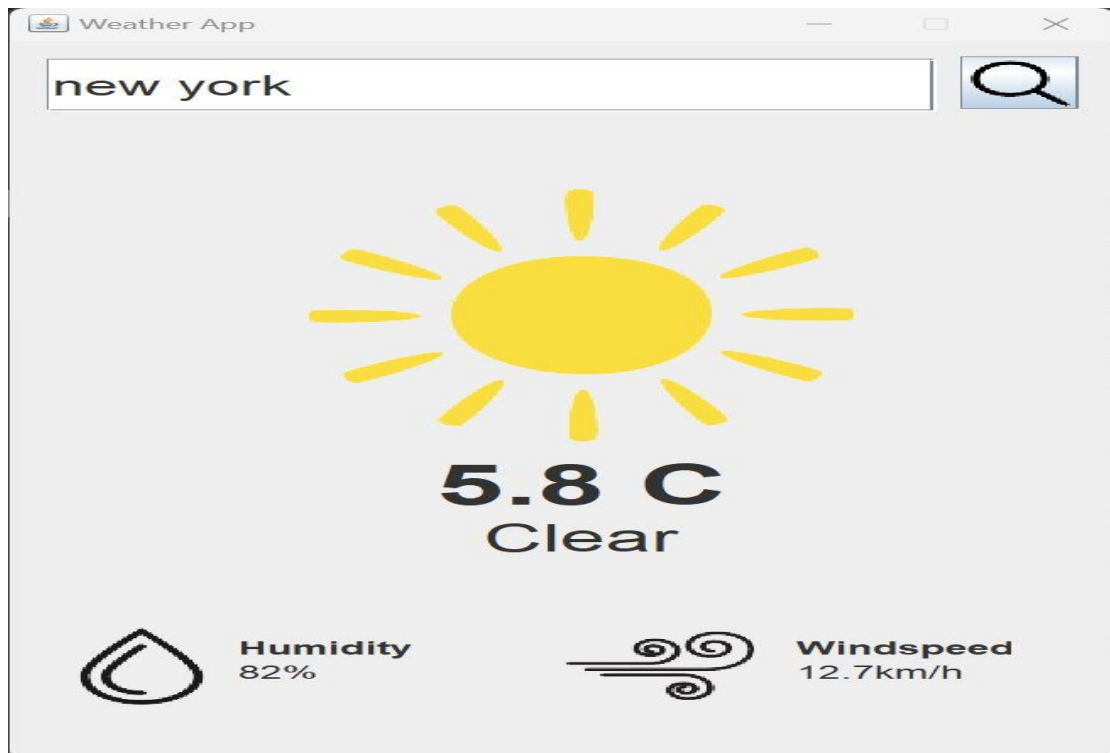 Weather App
new york
5.8 C
Clear
Humidity
82%
Windspeed
12.7km/h